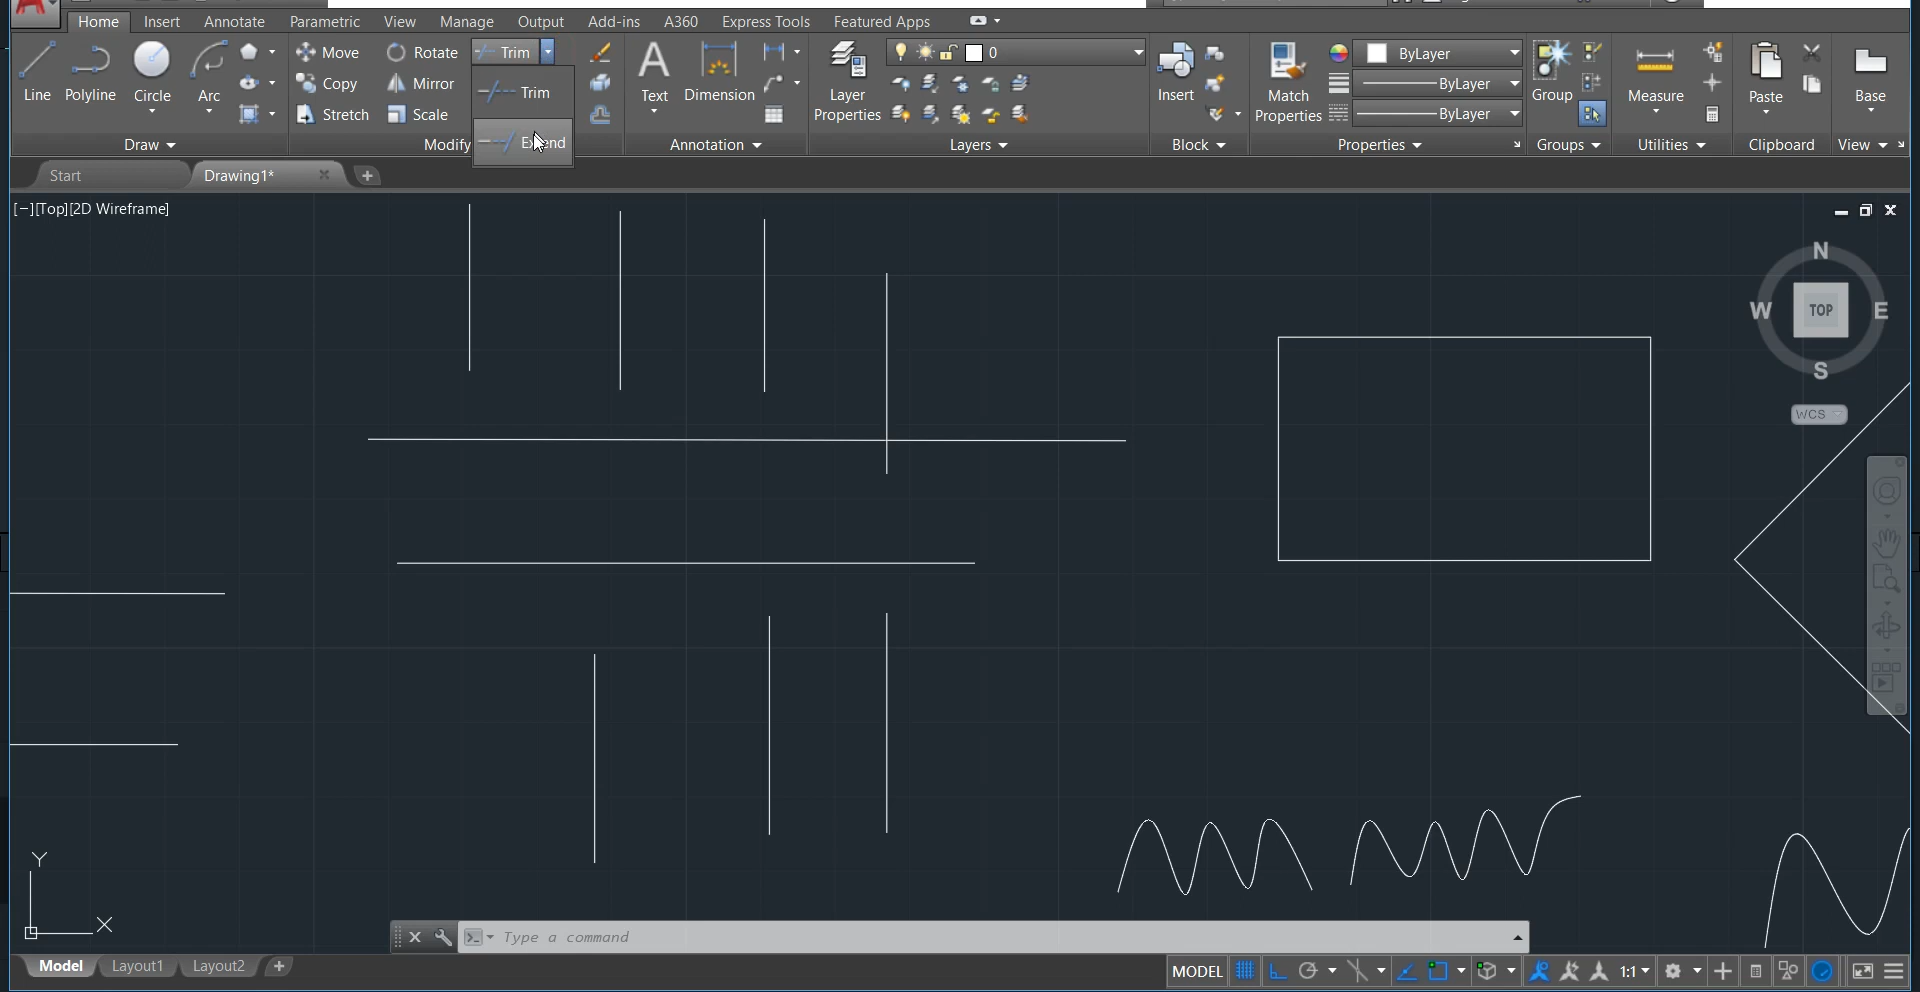 Home Insert Annotate Parametric View Manage Output Add-ins A360 Express Tools Featured Apps
Line Polyline Circle Arc
Move Rotate Trim
Copy Mirror
Stretch Scale
Trim
Text Dimension
Layer
Properties
0
Insert
Match
Properties
ByLayer
ByLayer
ByLayer
Group
Measure
Paste
Base
Draw Modify Annotation Layers Block Properties Groups Utilities Clipboard View
Start Drawing1*
[−][Top][2D Wireframe]
N
W TOP E
S
WCS
Y
X
Type a command
Model Layout1 Layout2
MODEL 1:1